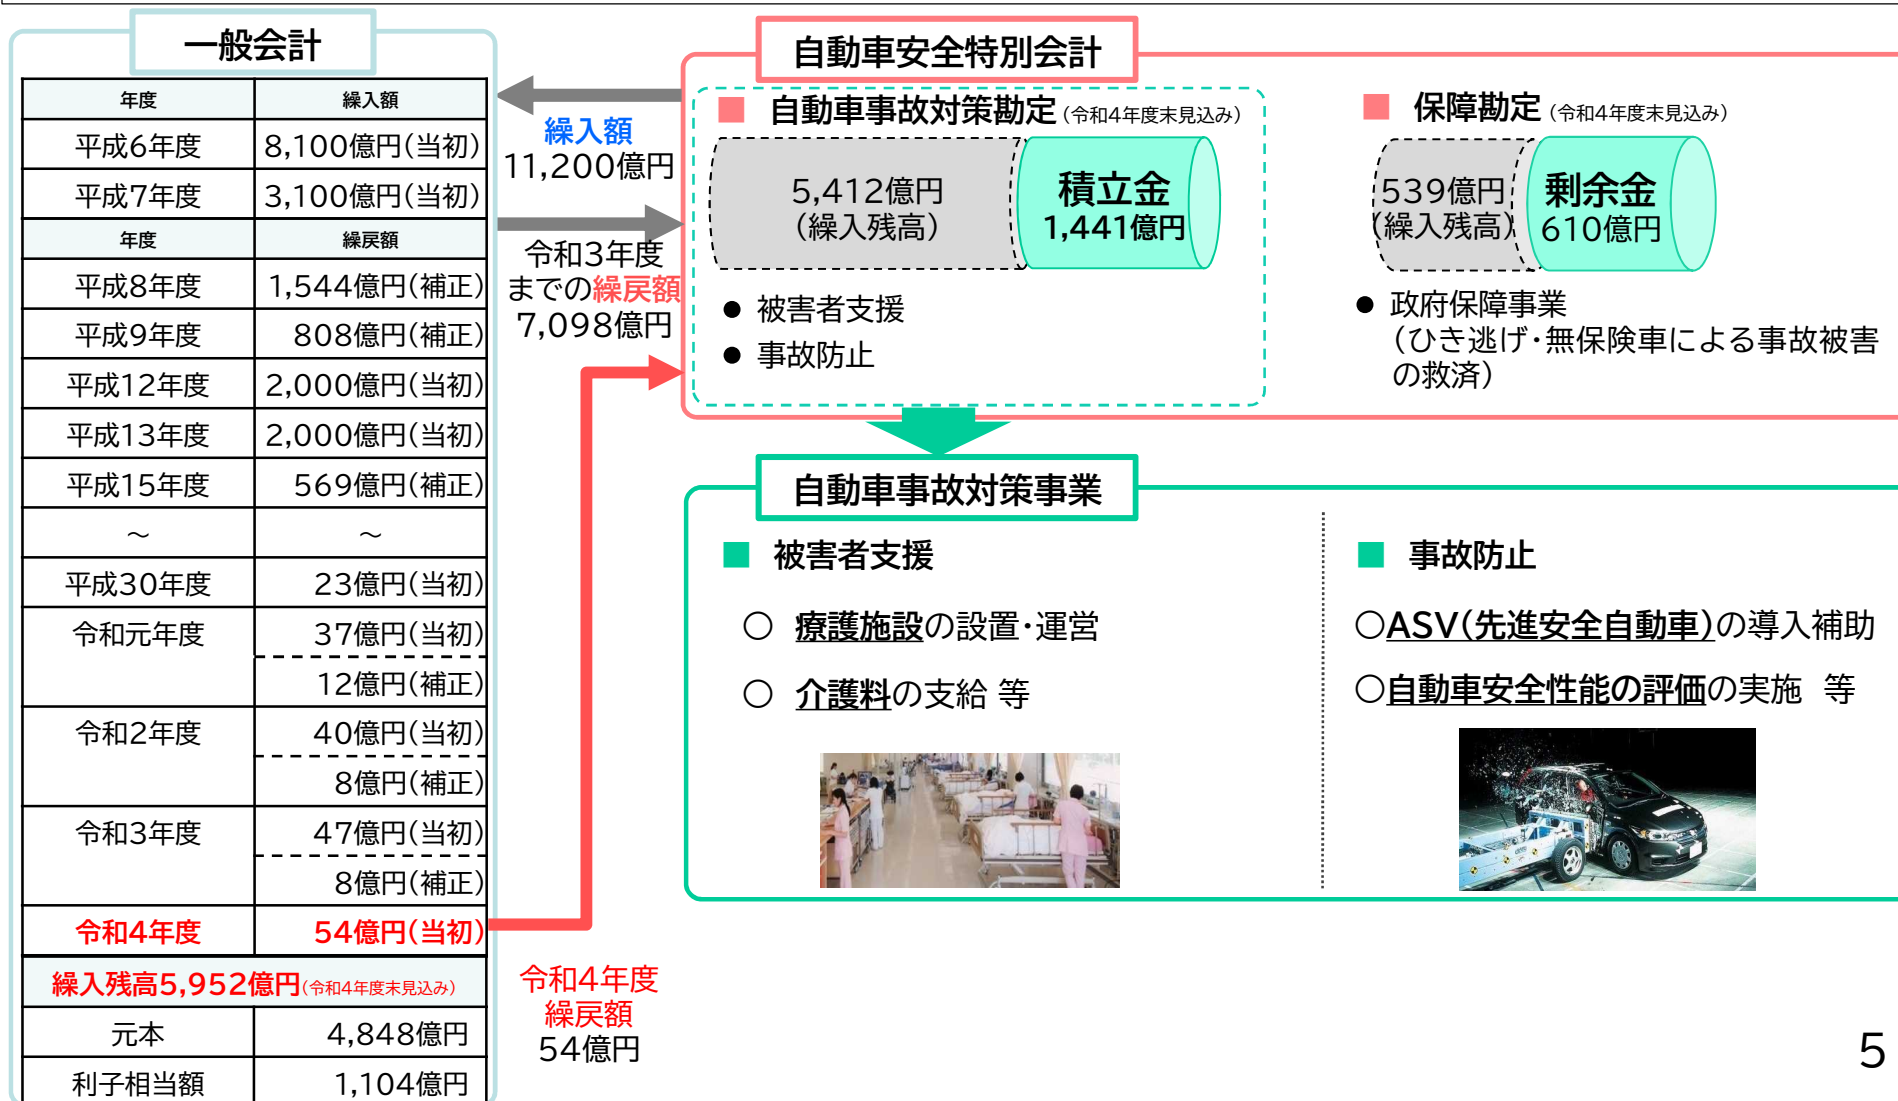 一般会計
年度 繰入額
平成6年度 8,100億円(当初)
平成7年度 3,100億円(当初)
年度 繰戻額
平成8年度 1,544億円(補正)
平成9年度 808億円(補正)
平成12年度 2,000億円(当初)
平成13年度 2,000億円(当初)
平成15年度 569億円(補正)
～ ～
平成30年度 23億円(当初)
令和元年度 37億円(当初)
12億円(補正)
令和2年度 40億円(当初)
8億円(補正)
令和3年度 47億円(当初)
8億円(補正)
令和4年度 54億円(当初)
繰入残高5,952億円(令和4年度末見込み)
元本 4,848億円
利子相当額 1,104億円
繰入額
11,200億円
令和3年度
までの繰戻額
7,098億円
令和4年度
繰戻額
54億円
自動車安全特別会計
■ 自動車事故対策勘定(令和4年度末見込み)
5,412億円
(繰入残高)
積立金
1,441億円
● 被害者支援
● 事故防止
■ 保障勘定(令和4年度末見込み)
539億円
(繰入残高)
剰余金
610億円
● 政府保障事業
(ひき逃げ・無保険車による事故被害
の救済)
自動車事故対策事業
■ 被害者支援
○ 療護施設の設置・運営
○ 介護料の支給 等
■ 事故防止
○ASV(先進安全自動車)の導入補助
○自動車安全性能の評価の実施 等
5